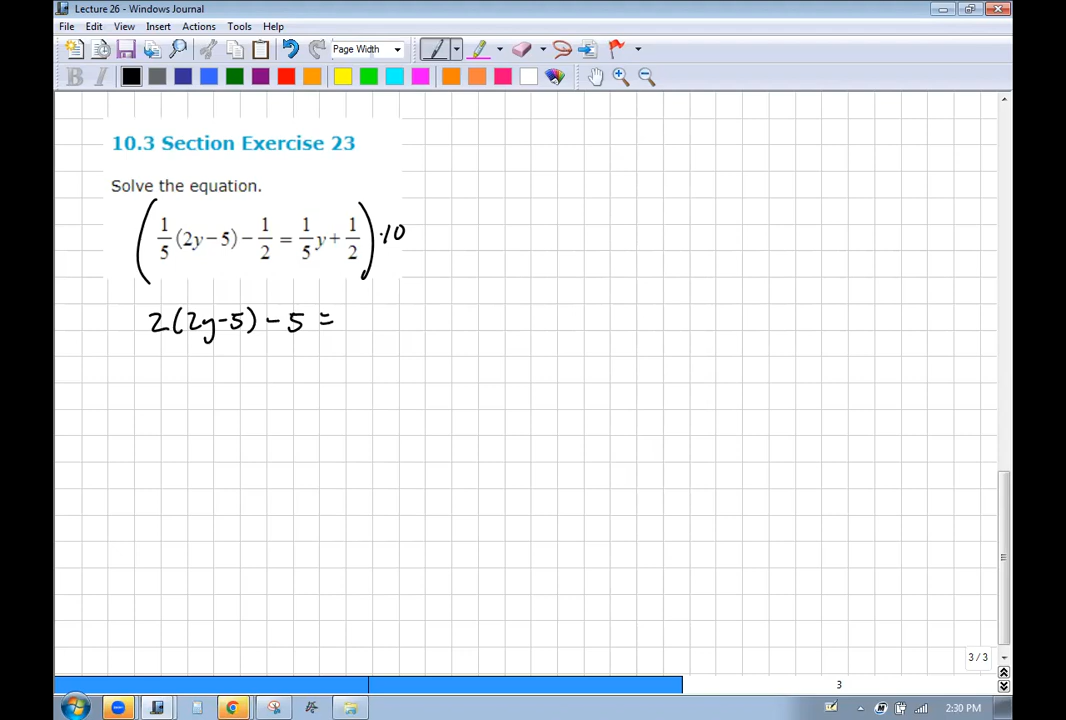 Lecture 26 - Windows Journal
File Edit View Insert Actions Tools Help
Page Width
B I
10.3 Section Exercise 23
Solve the equation.
(1/5(2y−5)−1/2=1/5y+1/2)·10
2(2y-5)-5=
3/3
3
2:30 PM